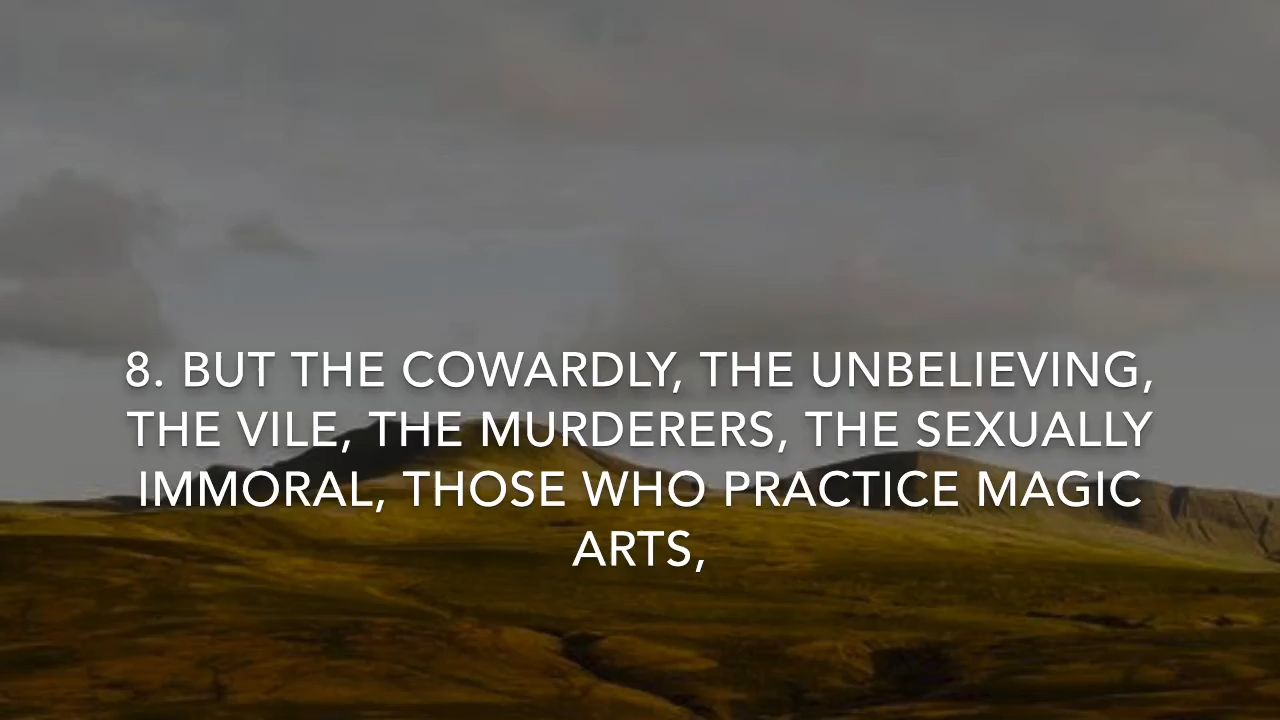 8. BUT THE COWARDLY, THE UNBELIEVING,
THE VILE, THE MURDERERS, THE SEXUALLY
IMMORAL, THOSE WHO PRACTICE MAGIC
ARTS,